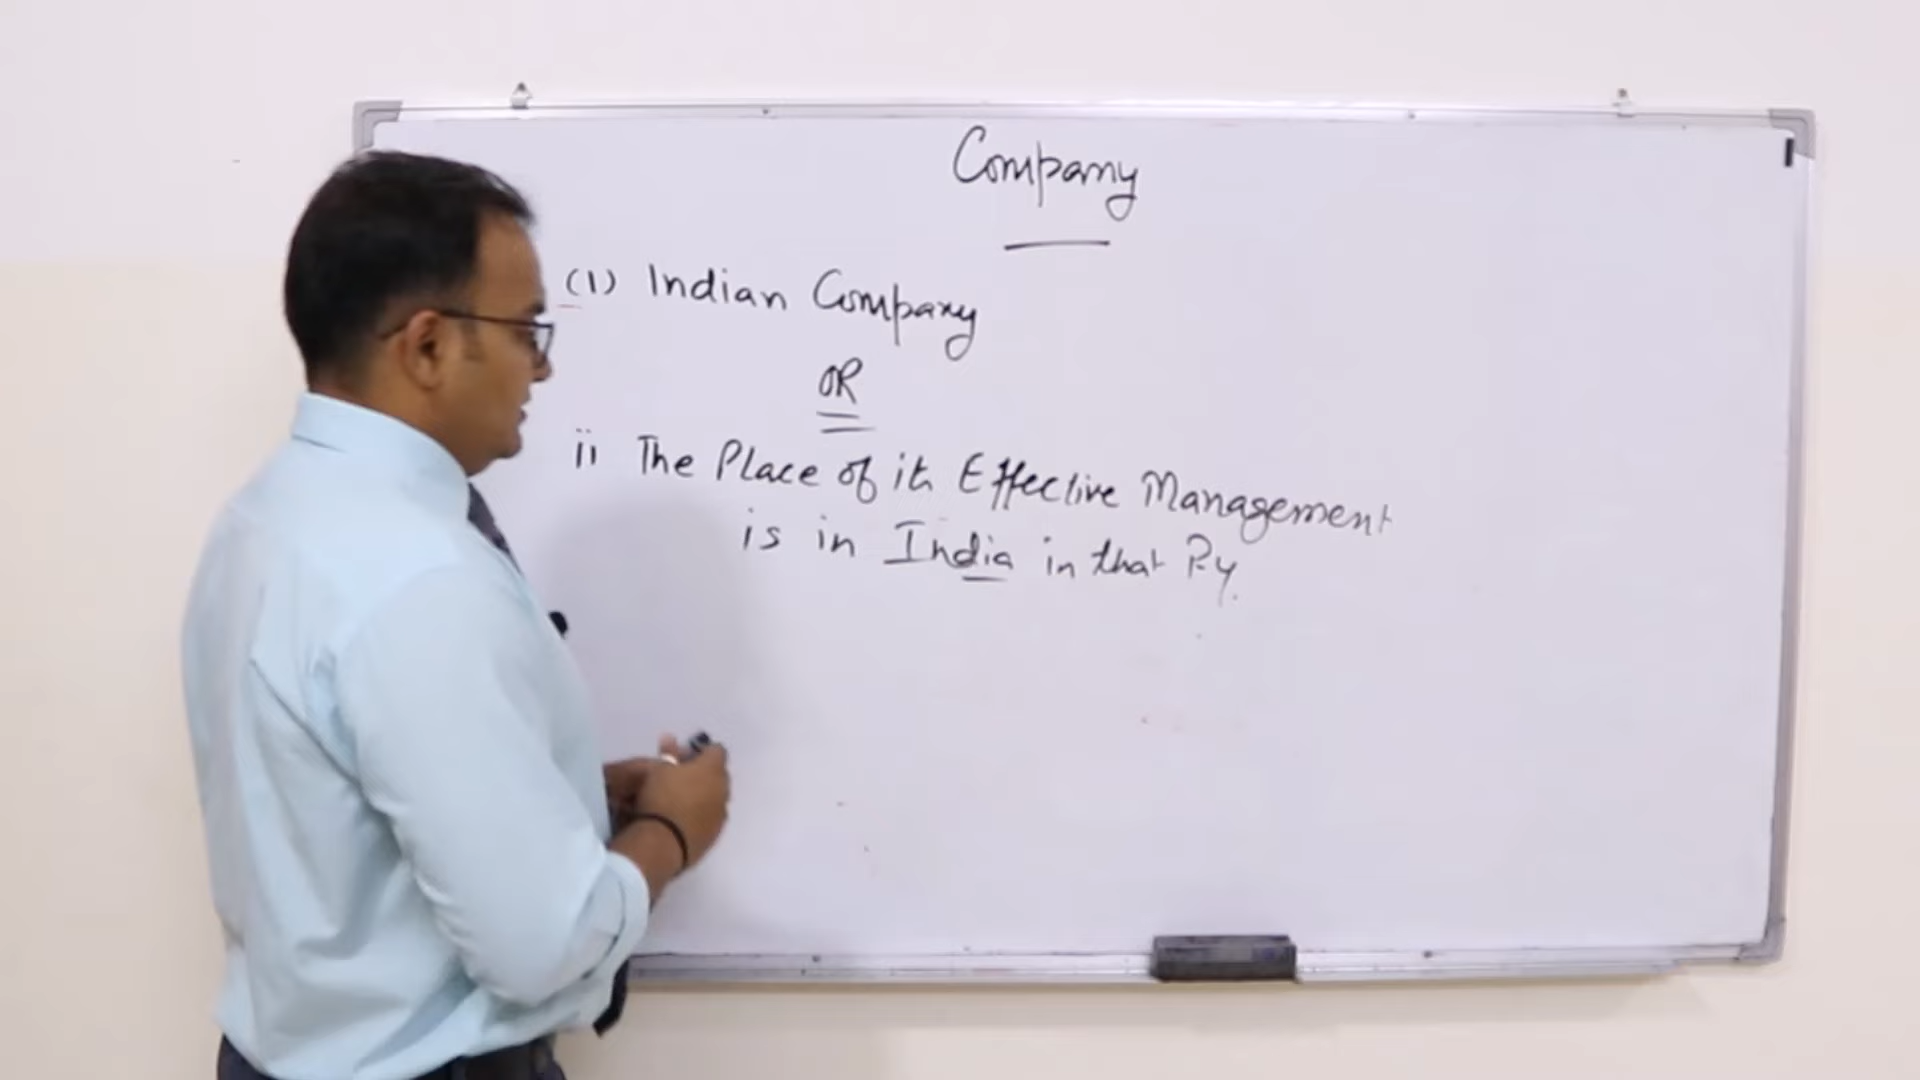 Company
(1) Indian Company
OR
ii The Place of its Effective Management
is in India in that P.y.